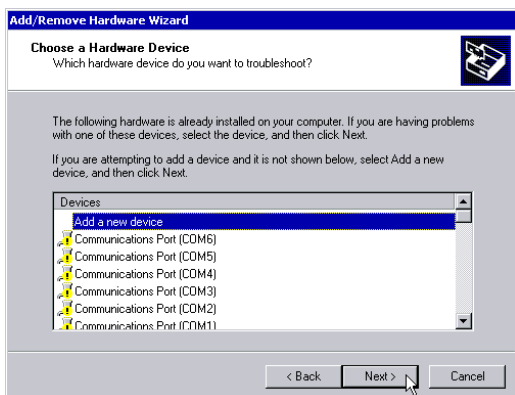 Add/Remove Hardware Wizard
Choose a Hardware Device
Which hardware device do you want to troubleshoot?
The following hardware is already installed on your computer. If you are having problems
with one of these devices, select the device, and then click Next.
If you are attempting to add a device and it is not shown below, select Add a new
device, and then click Next.
Devices
Add a new device
Communications Port (COM6)
Communications Port (COM5)
Communications Port (COM4)
Communications Port (COM3)
Communications Port (COM2)
Communications Port (COM1)
< Back
Next >
Cancel